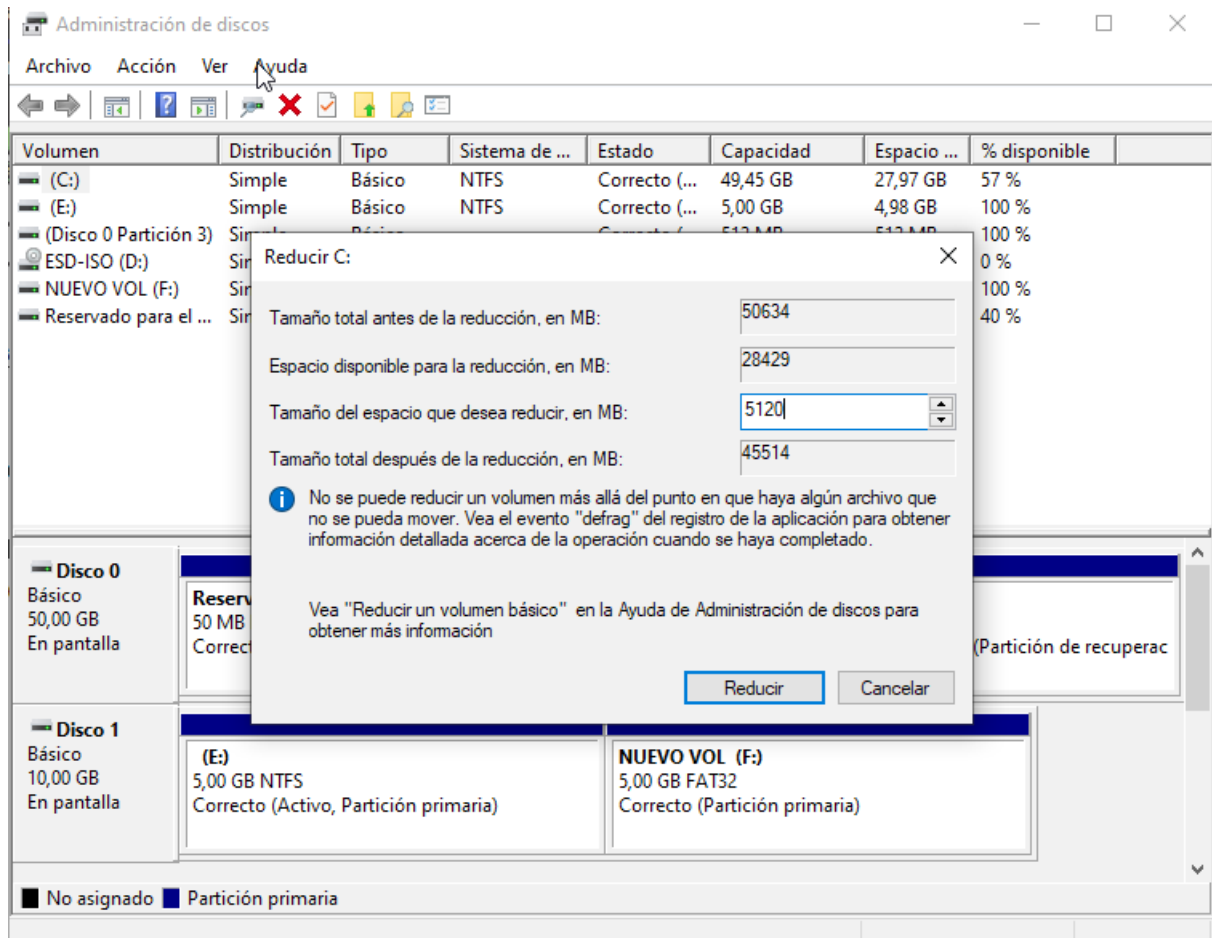 Administración de discos
Archivo Acción Ver Ayuda
Volumen Distribución Tipo Sistema de ... Estado Capacidad Espacio ... % disponible
(C:) Simple Básico NTFS Correcto (... 49,45 GB 27,97 GB 57 %
(E:) Simple Básico NTFS Correcto (... 5,00 GB 4,98 GB 100 %
(Disco 0 Partición 3) 100 %
ESD-ISO (D:) 0 %
NUEVO VOL (F:) 100 %
Reservado para el ... 40 %
Reducir C:
Tamaño total antes de la reducción, en MB: 50634
Espacio disponible para la reducción, en MB: 28429
Tamaño del espacio que desea reducir, en MB: 5120
Tamaño total después de la reducción, en MB: 45514
No se puede reducir un volumen más allá del punto en que haya algún archivo que
no se pueda mover. Vea el evento "defrag" del registro de la aplicación para obtener
información detallada acerca de la operación cuando se haya completado.
Vea "Reducir un volumen básico" en la Ayuda de Administración de discos para
obtener más información
Reducir Cancelar
Disco 0
Básico
50,00 GB
En pantalla
50 MB
(Partición de recuperac
Disco 1
Básico
10,00 GB
En pantalla
(E:)
5,00 GB NTFS
Correcto (Activo, Partición primaria)
NUEVO VOL (F:)
5,00 GB FAT32
Correcto (Partición primaria)
No asignado Partición primaria